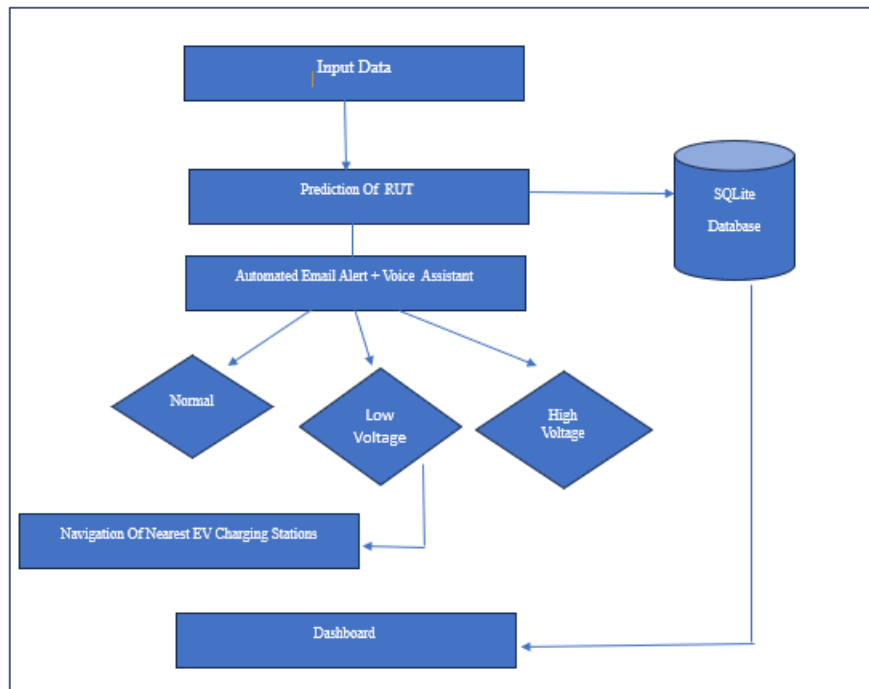 Input Data
Prediction Of RUT
SQLite
Database
Automated Email Alert + Voice Assistant
Normal
Low
Voltage
High
Voltage
Navigation Of Nearest EV Charging Stations
Dashboard